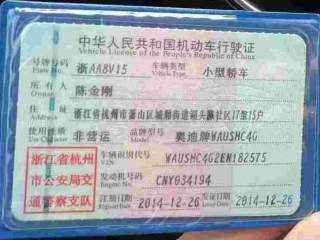 中华人民共和国机动车行驶证
Vehicle License of the People's Republic of China
号牌号码 浙AA8V15 车辆类型 小型轿车
Plate No. Vehicle Type
所有人 陈金刚
Owner
住址 浙江省杭州市萧山区城厢街道湖头陈社区17里15户
Address
使用性质 非营运 品牌型号 奥迪牌WAUSHC4G
Use Character Model
浙江省杭州
市公安局交
通警察支队
车辆识别代号 WAUSHC4G2EN182575
VIN
发动机号码 CNY034194
Engine No.
注册日期 2014-12-26 发证日期 2014-12-26
Register Date Issue Date